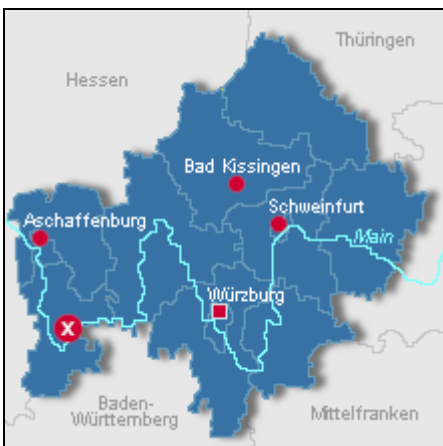 Thüringen
Hessen
Bad Kissingen
Schweinfurt
Aschaffenburg
Main
Würzburg
X
Baden-
Württemberg
Mittelfranken